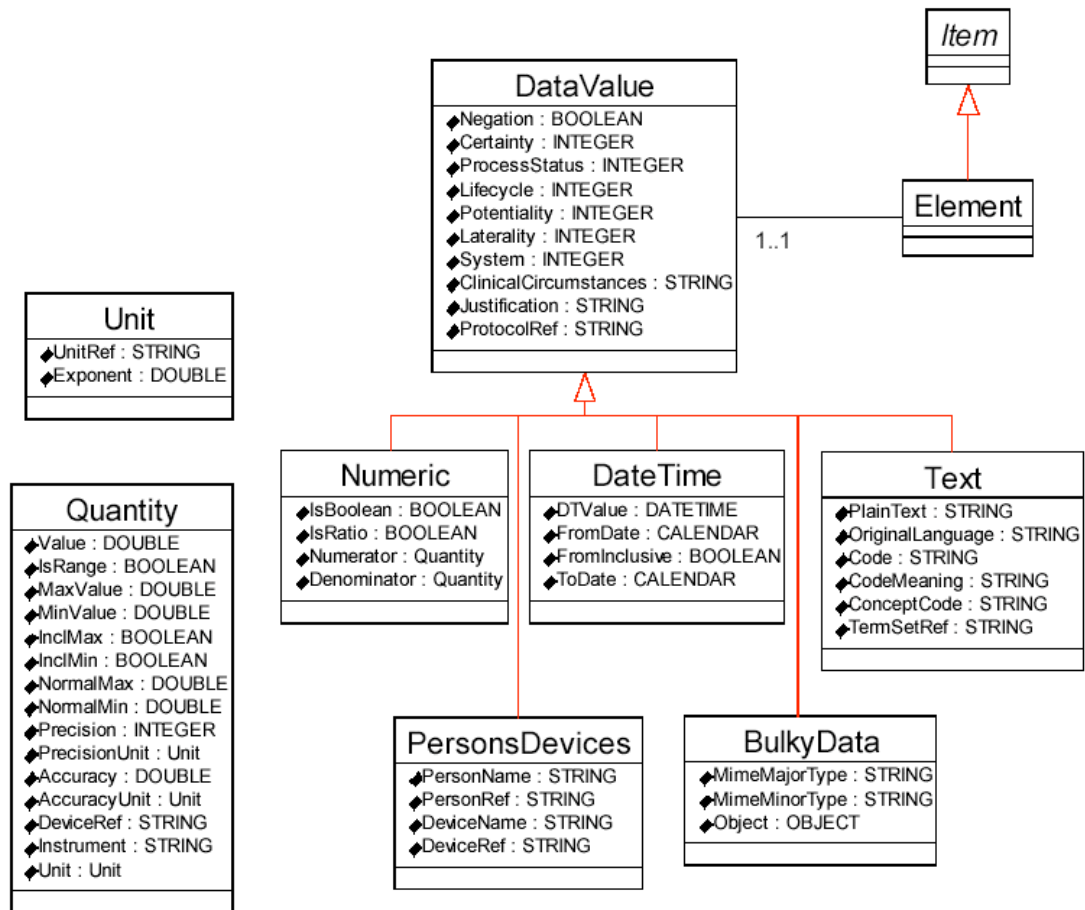 Item
DataValue
Negation : BOOLEAN
Certainty : INTEGER
ProcessStatus : INTEGER
Lifecycle : INTEGER
Potentiality : INTEGER
Laterality : INTEGER
System : INTEGER
ClinicalCircumstances : STRING
Justification : STRING
ProtocolRef : STRING
Element
1..1
Unit
UnitRef : STRING
Exponent : DOUBLE
Numeric
IsBoolean : BOOLEAN
IsRatio : BOOLEAN
Numerator : Quantity
Denominator : Quantity
DateTime
DTValue : DATETIME
FromDate : CALENDAR
FromInclusive : BOOLEAN
ToDate : CALENDAR
Text
PlainText : STRING
OriginalLanguage : STRING
Code : STRING
CodeMeaning : STRING
ConceptCode : STRING
TermSetRef : STRING
Quantity
Value : DOUBLE
IsRange : BOOLEAN
MaxValue : DOUBLE
MinValue : DOUBLE
InclMax : BOOLEAN
InclMin : BOOLEAN
NormalMax : DOUBLE
NormalMin : DOUBLE
Precision : INTEGER
PrecisionUnit : Unit
Accuracy : DOUBLE
AccuracyUnit : Unit
DeviceRef : STRING
Instrument : STRING
Unit : Unit
PersonsDevices
PersonName : STRING
PersonRef : STRING
DeviceName : STRING
DeviceRef : STRING
BulkyData
MimeMajorType : STRING
MimeMinorType : STRING
Object : OBJECT